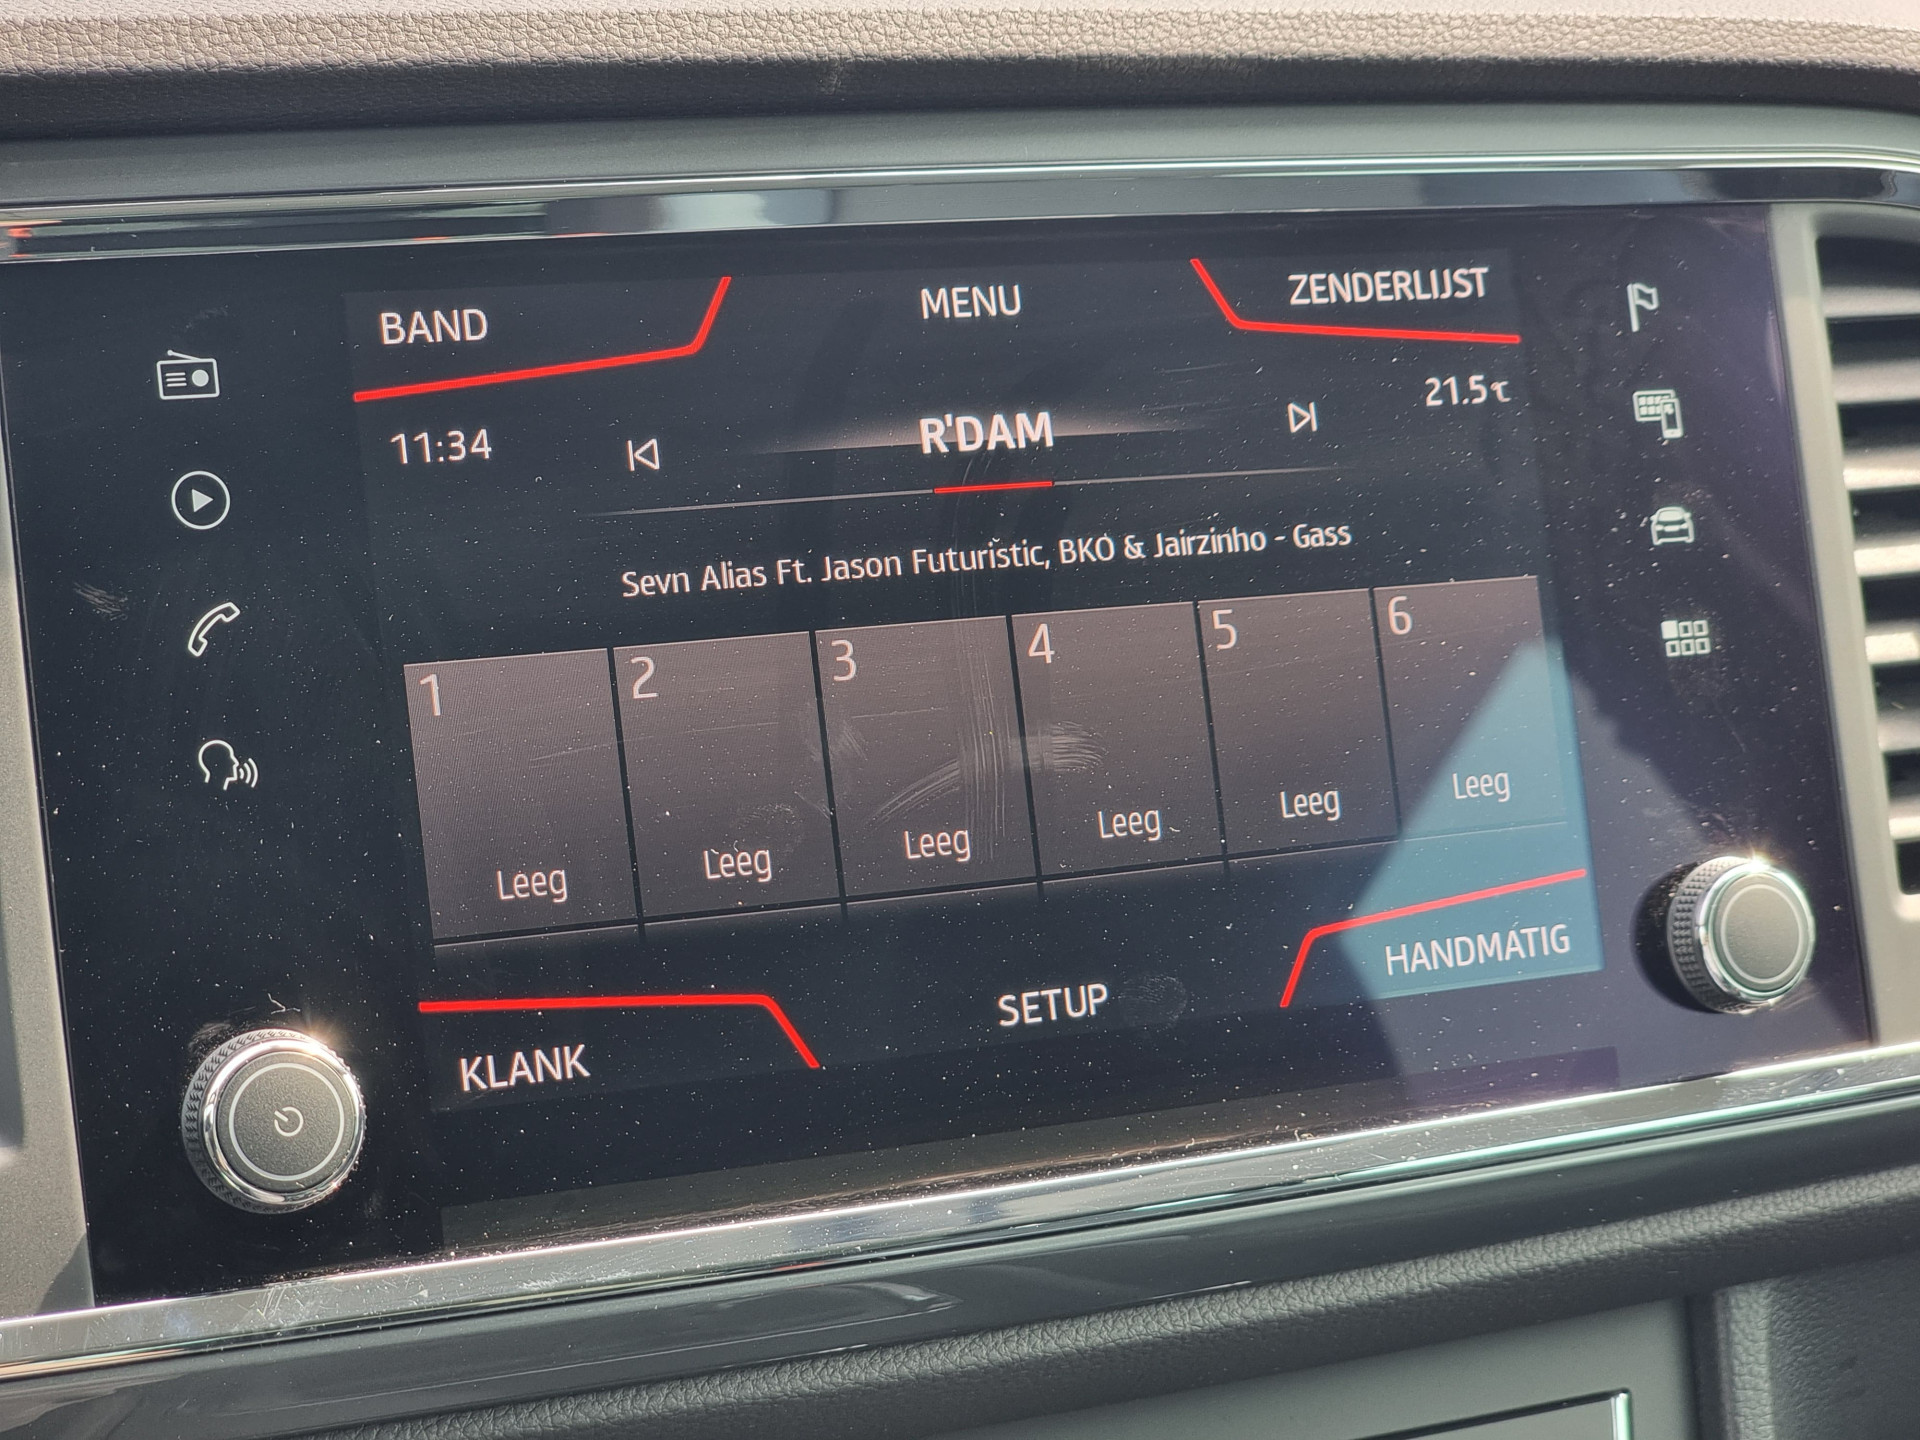 BAND
MENU
ZENDERLIJST
11:34
R'DAM
21.5℃
Sevn Alias Ft. Jason Futuristic, BKO & Jairzinho - Gass
1
2
3
4
5
6
Leeg
Leeg
Leeg
Leeg
Leeg
Leeg
KLANK
SETUP
HANDMATIG